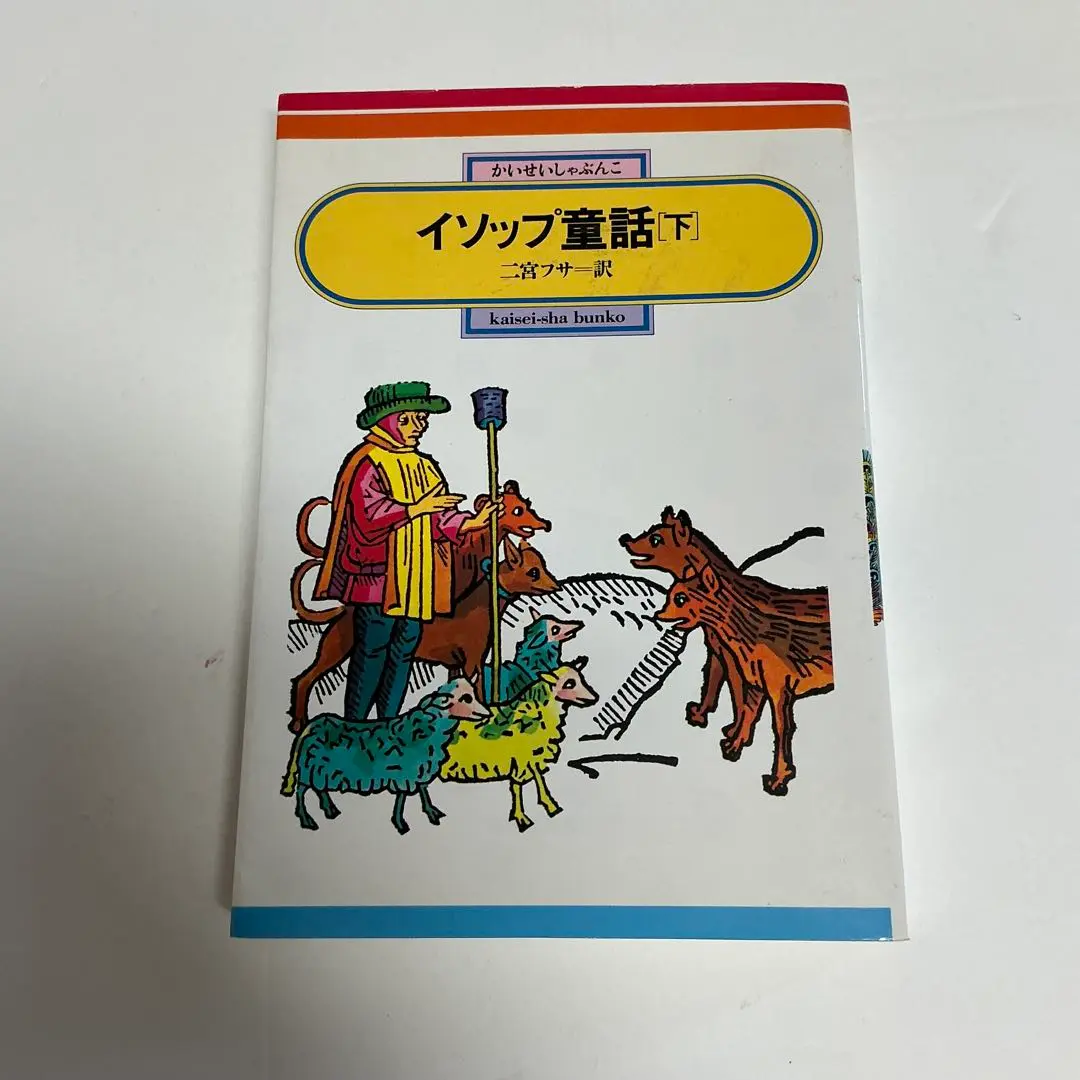 かいせいしゃぶんこ
イソップ童話[下]
二宮フサ=訳
kaisei-sha bunko